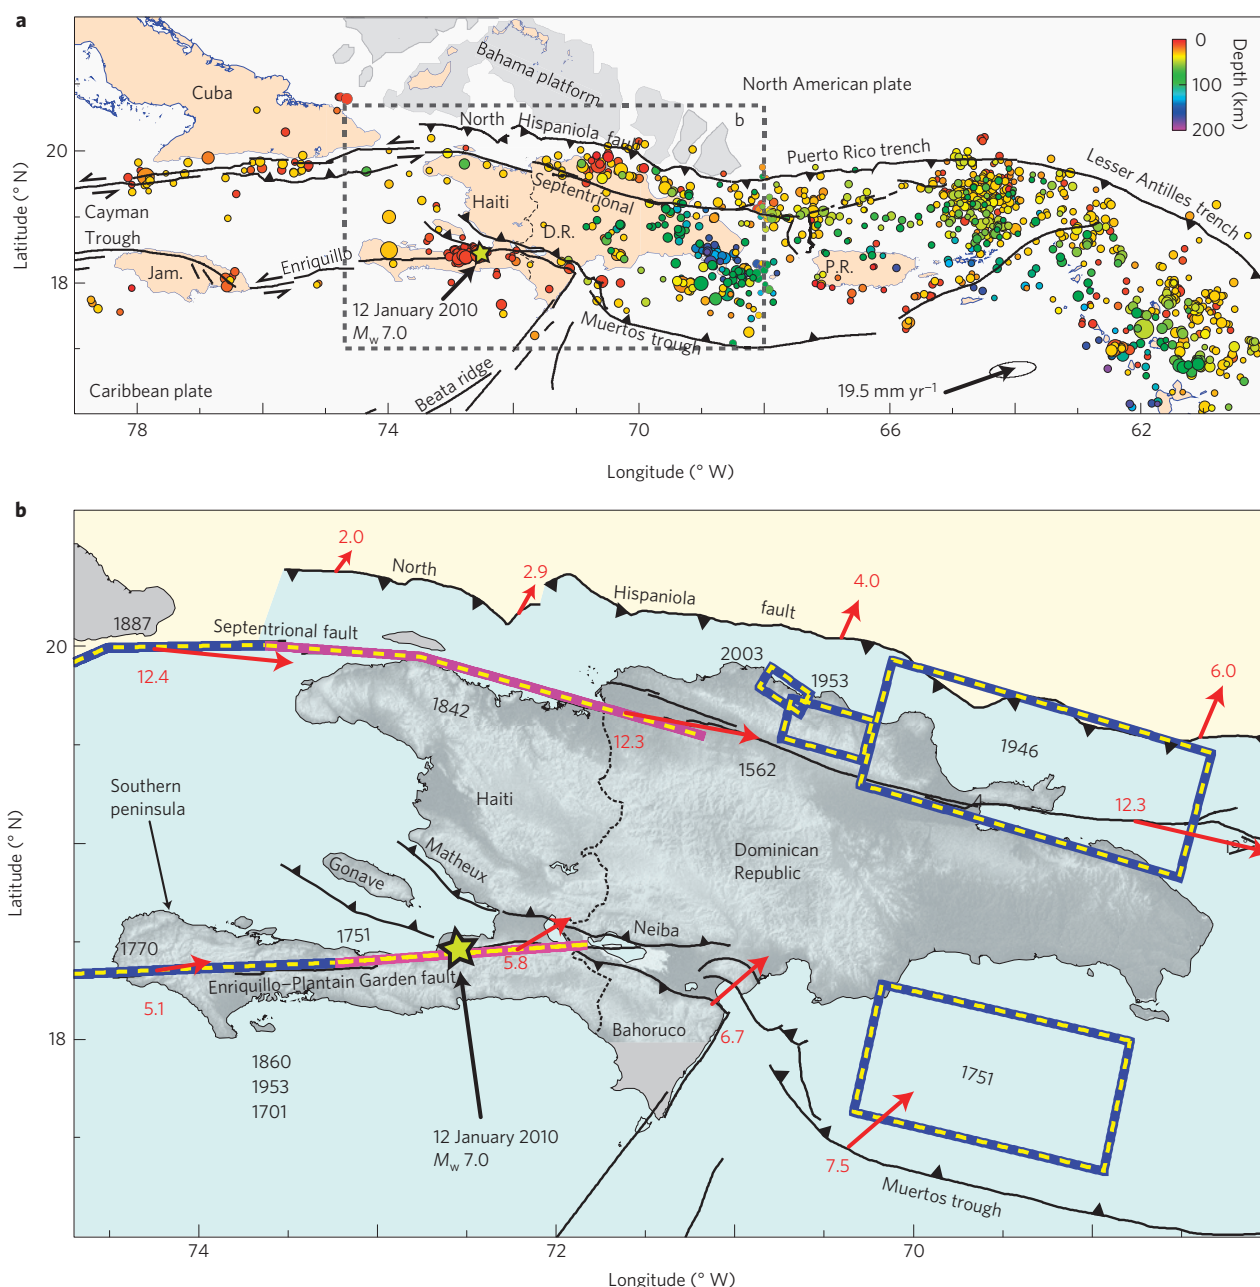 a
Bahama platform
North American plate
0
100
200
Depth (km)
Cuba
North
Hispaniola fault
b
20
18
Latitude (° N)
Puerto Rico trench
Lesser Antilles trench
Septentrional
Haiti
D.R.
Cayman
Trough
Jam.
Enriquillo
P.R.
12 January 2010
Mw 7.0
Muertos trough
Beata ridge
19.5 mm yr–1
Caribbean plate
78
74
70
66
62
Longitude (° W)
b
2.0
North
2.9
Hispaniola
fault
4.0
1887
Septentrional fault
20
12.4
2003
1953
6.0
1842
12.3
1562
1946
12.3
Southern
peninsula
Haiti
Dominican
Republic
Latitude (° N)
Matheux
Gonave
1751
Neiba
1770
5.8
Enriquillo–Plantain Garden fault
5.1
Bahoruco
6.7
18
1860
1953
1701
1751
12 January 2010
Mw 7.0
7.5
Muertos trough
74
72
70
Longitude (° W)